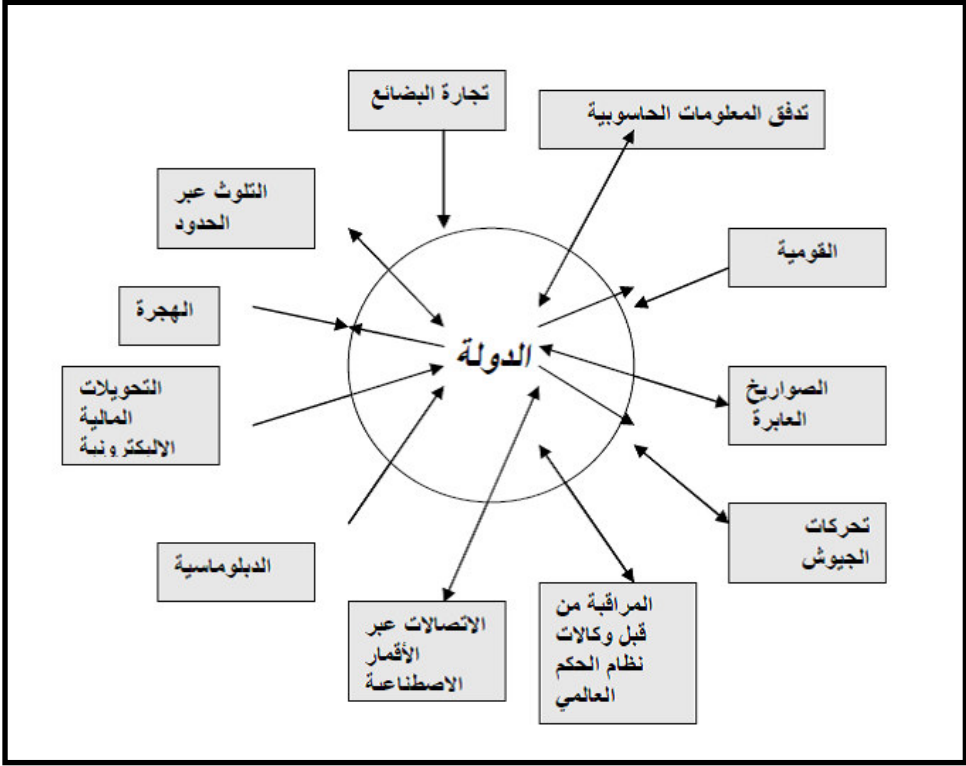 تجارة البضائع
تدفق المعلومات الحاسوبية
التلوث عبر
الحدود
القومية
الهجرة
الدولة
التحويلات
المالية
الاليكترونية
الصواريخ
العابرة
تحركات
الجيوش
الدبلوماسية
الاتصالات عبر
الأقمار
الاصطناعية
المراقبة من
قبل وكالات
نظام الحكم
العالمي